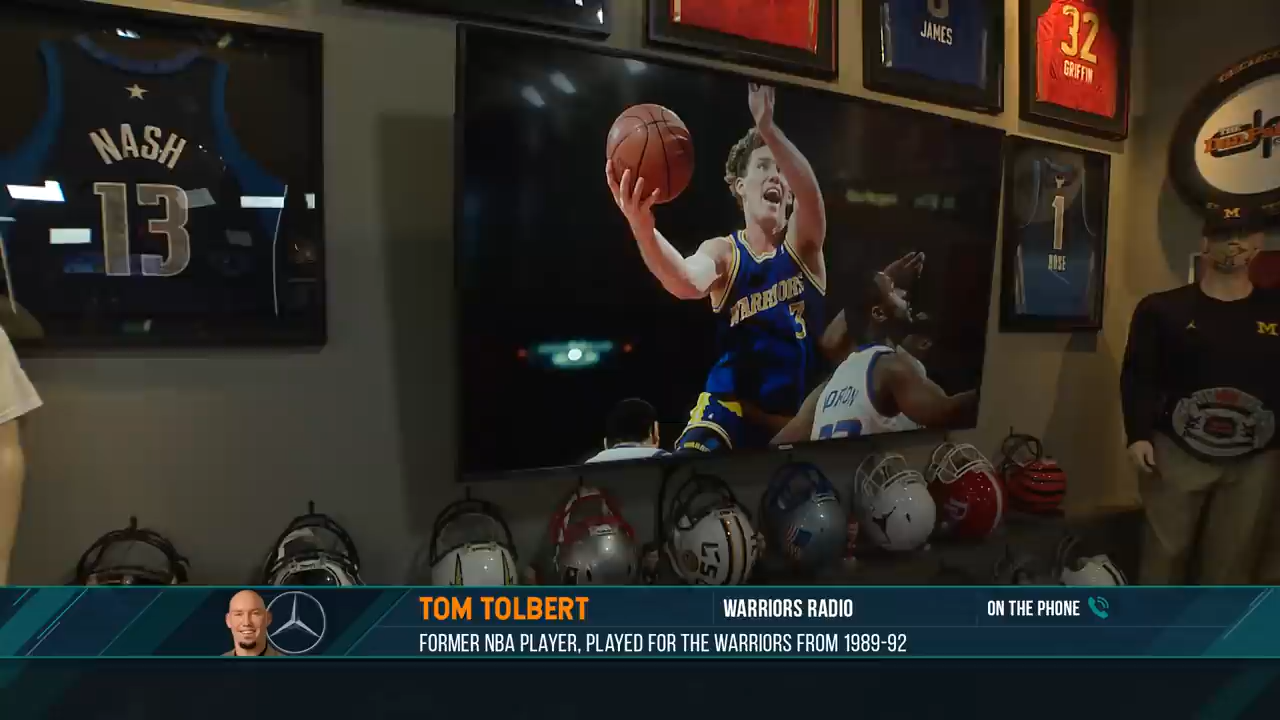 NASH
13
JAMES
32
GRIFFIN
1
ROSE
M
M
WARRIORS
3
TOM TOLBERT
WARRIORS RADIO
ON THE PHONE
FORMER NBA PLAYER, PLAYED FOR THE WARRIORS FROM 1989-92